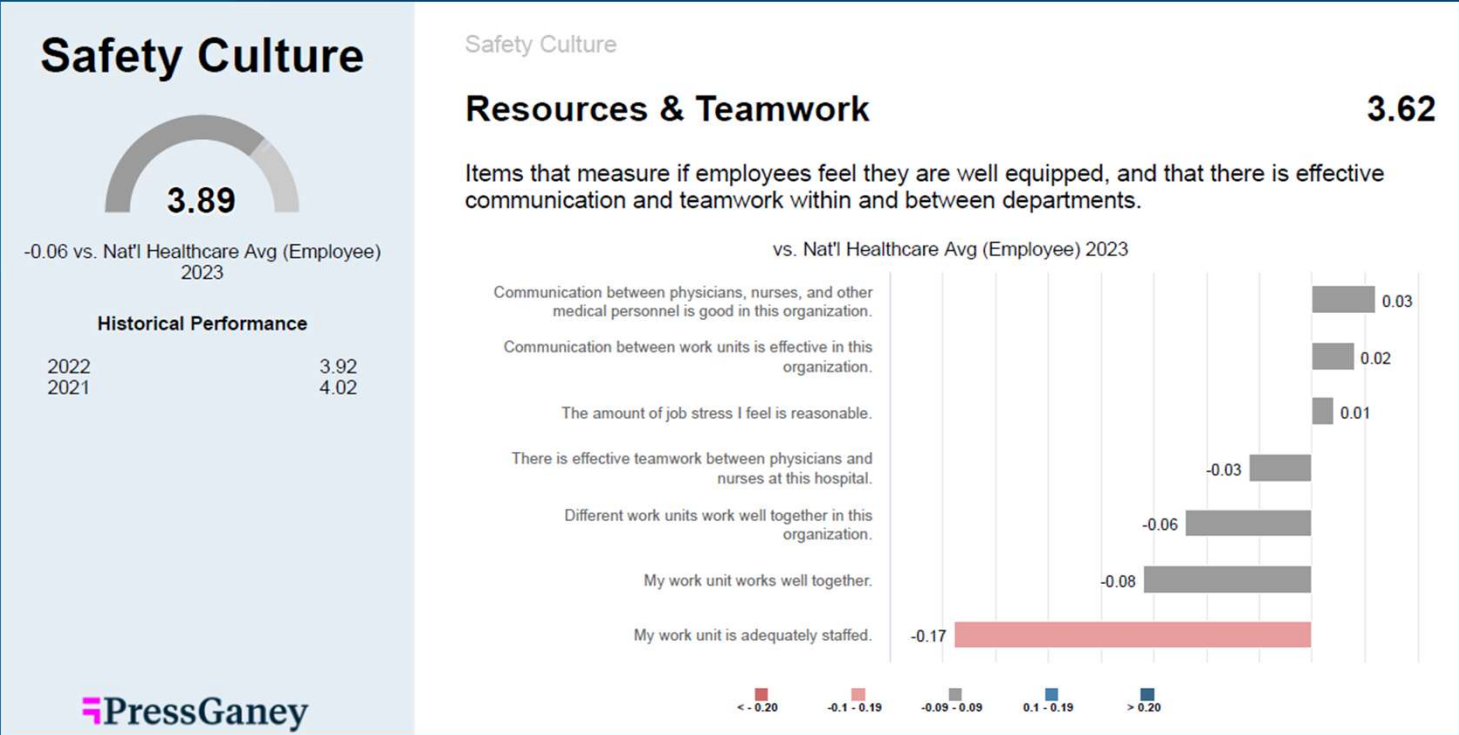 Safety Culture
3.89
-0.06 vs. Nat'l Healthcare Avg (Employee)
2023
Historical Performance
2022 3.92
2021 4.02
PressGaney
Safety Culture
Resources & Teamwork 3.62
Items that measure if employees feel they are well equipped, and that there is effective
communication and teamwork within and between departments.
vs. Nat'l Healthcare Avg (Employee) 2023
Communication between physicians, nurses, and other
medical personnel is good in this organization.
0.03
Communication between work units is effective in this
organization.
0.02
The amount of job stress I feel is reasonable. 0.01
There is effective teamwork between physicians and
nurses at this hospital.
-0.03
Different work units work well together in this
organization.
-0.06
My work unit works well together. -0.08
My work unit is adequately staffed. -0.17
< - 0.20 -0.1 - 0.19 -0.09 - 0.09 0.1 - 0.19 > 0.20